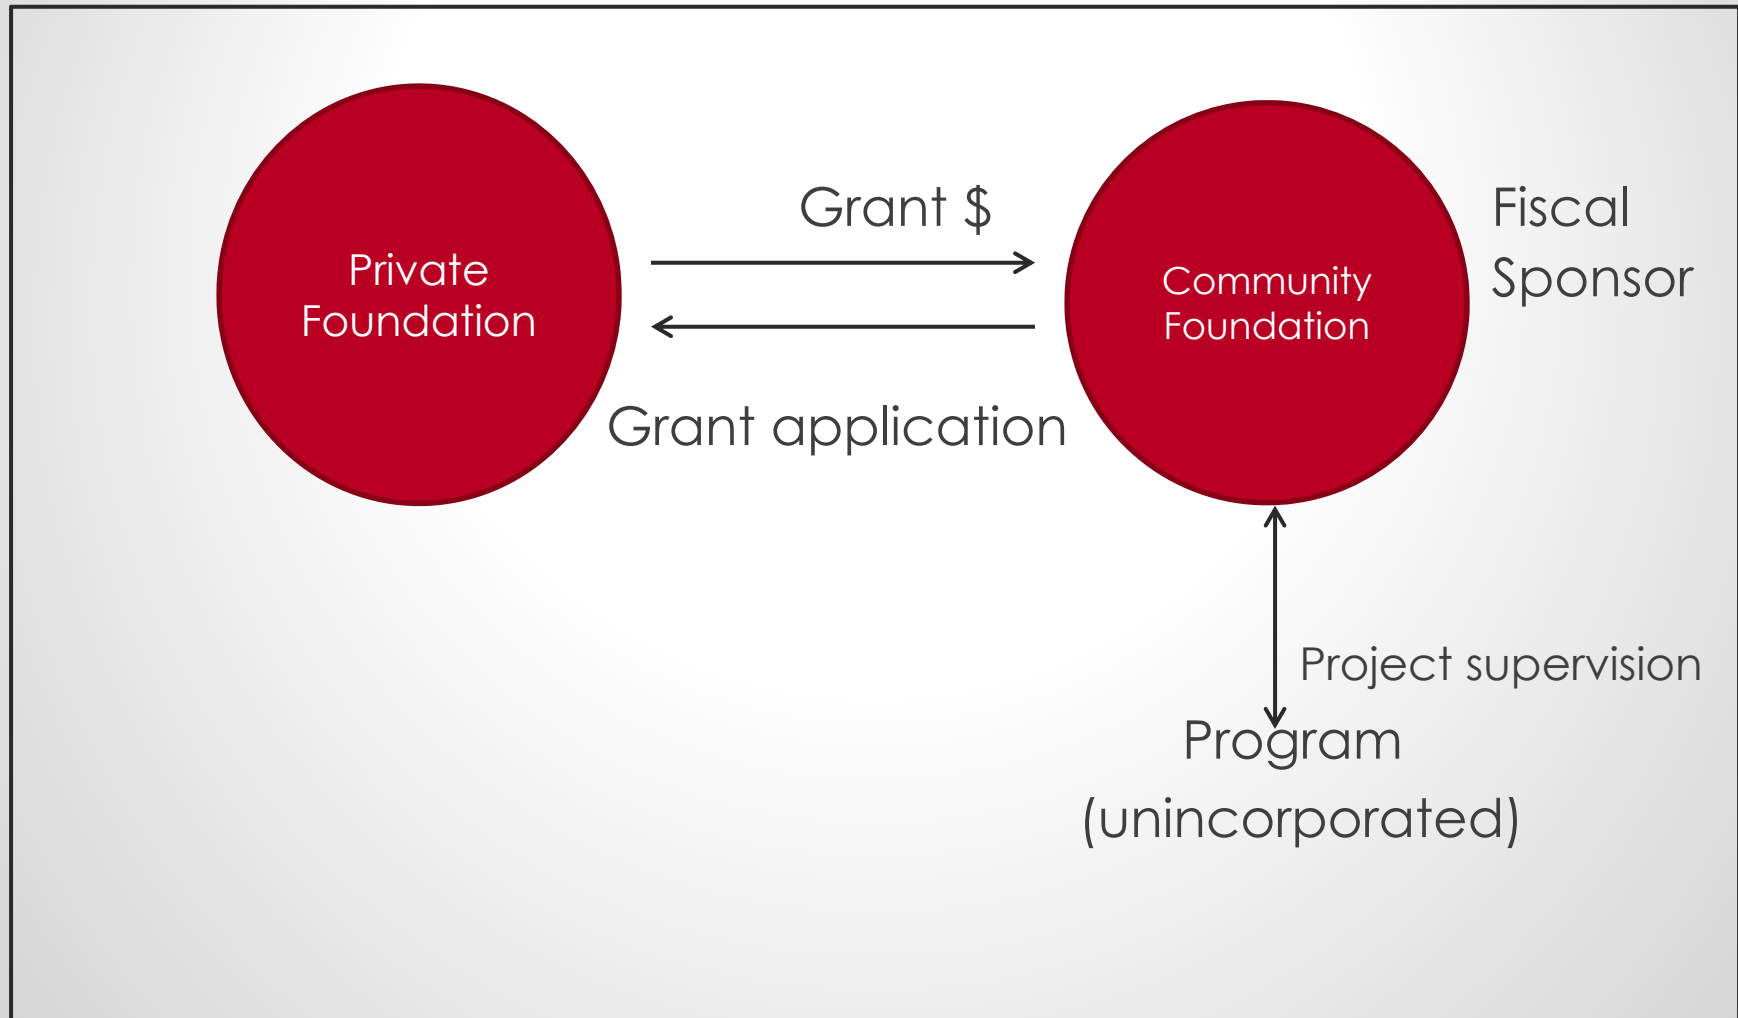 Private
Foundation
Grant $
Grant application
Community
Foundation
Fiscal
Sponsor
Project supervision
Program
(unincorporated)